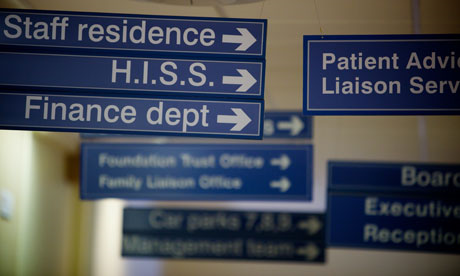 Staff residence
H.I.S.S.
Finance dept
Patient Advic
Liaison Serv
Foundation Trust Office
Family Liaison Office
Car parks 7,8,9
Management team
Board
Executive
Reception